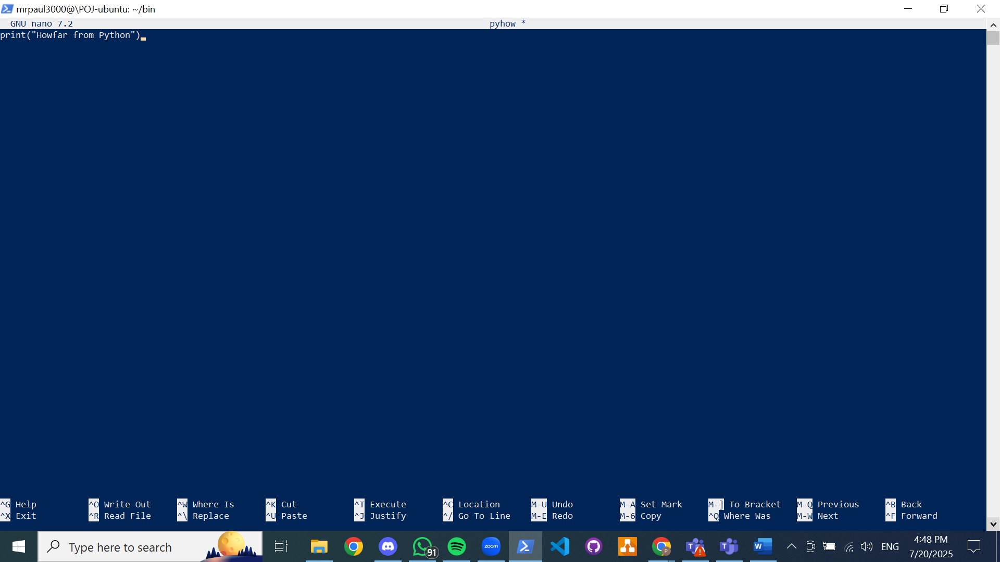 mrpaul3000@\POJ-ubuntu: ~/bin
GNU nano 7.2 pyhow *
print("Howfar from Python")
^G Help ^O Write Out ^W Where Is ^K Cut ^T Execute ^C Location M-U Undo M-A Set Mark M-] To Bracket M-Q Previous ^B Back
^X Exit ^R Read File ^\ Replace ^U Paste ^J Justify ^/ Go To Line M-E Redo M-6 Copy ^Q Where Was M-W Next ^F Forward
Type here to search
91
zoom
P
T
T
W
ENG
4:48 PM
7/20/2025